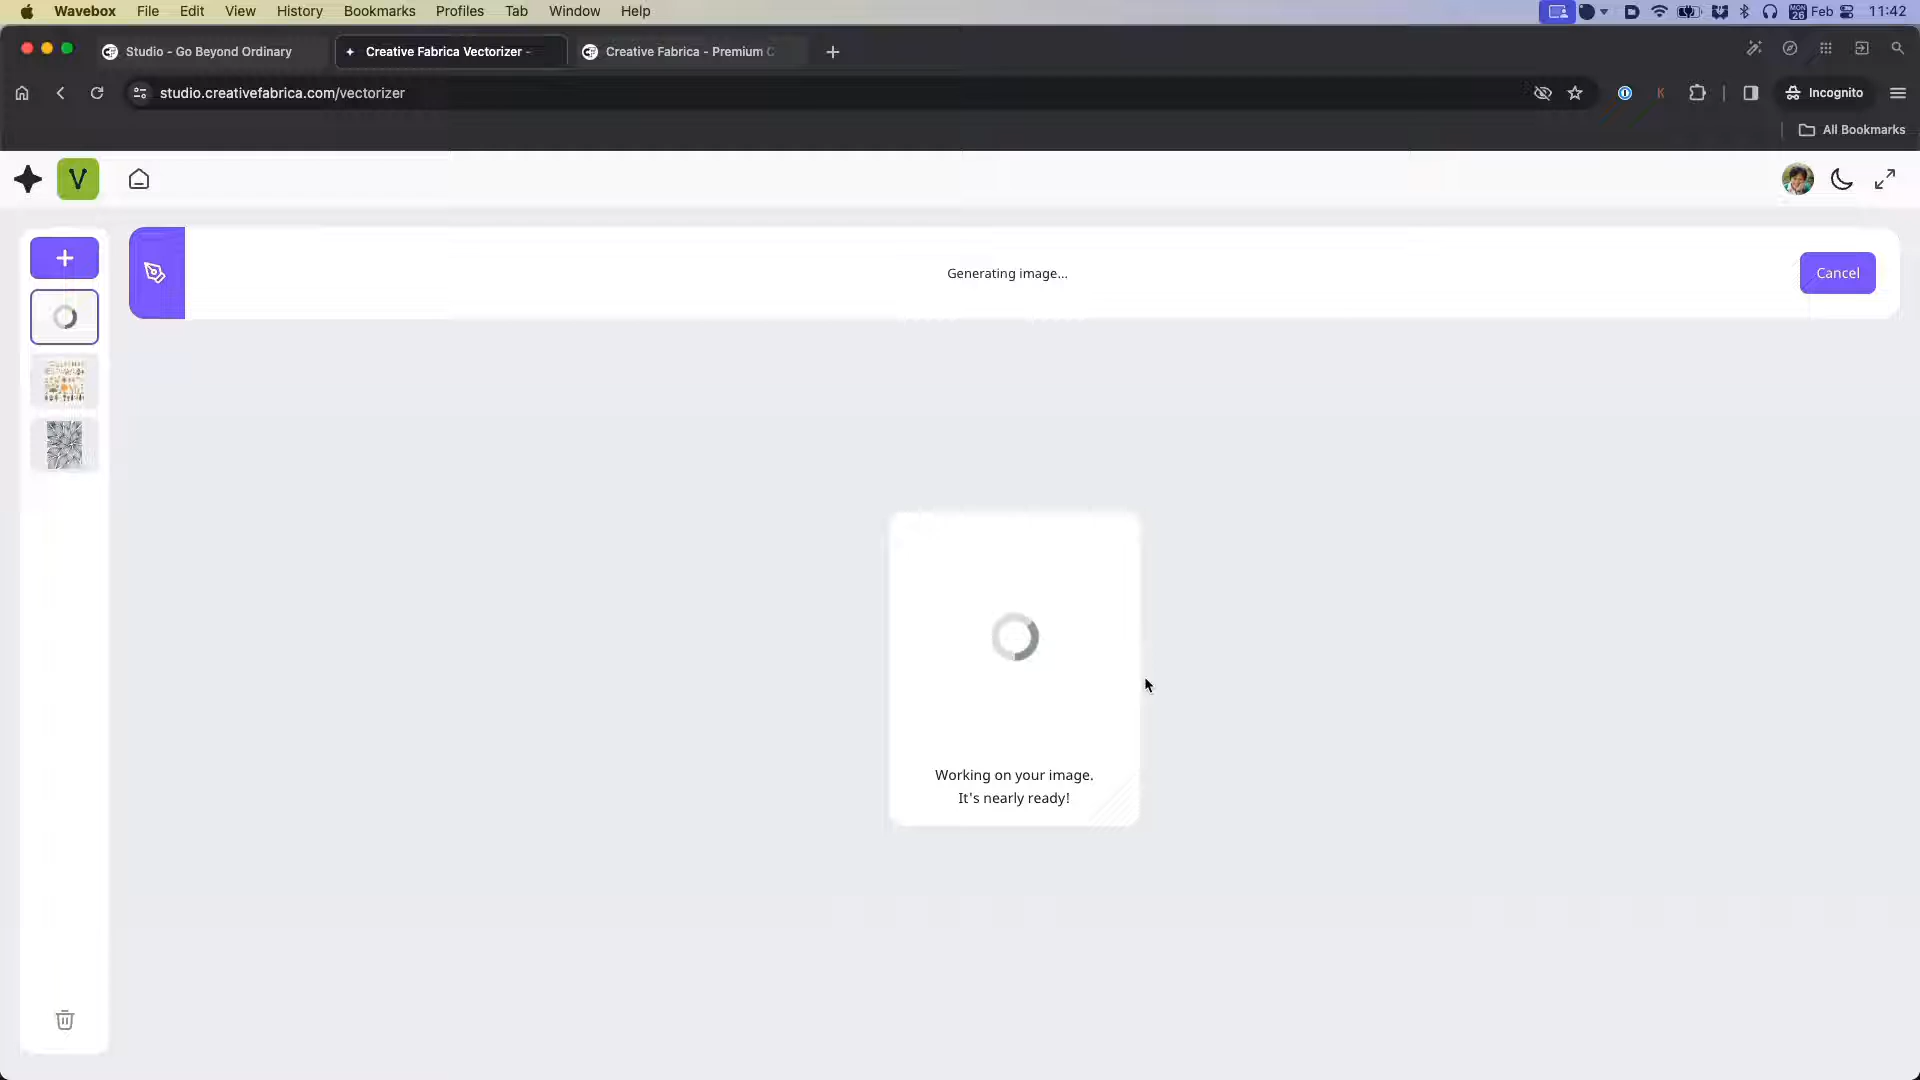 Wavebox File Edit View History Bookmarks Profiles Tab Window Help
MON 26 Feb 11:42
Studio - Go Beyond Ordinary
Creative Fabrica Vectorizer -
Creative Fabrica - Premium C
studio.creativefabrica.com/vectorizer
K
Incognito
All Bookmarks
V
Generating image...
Cancel
Working on your image.
It's nearly ready!